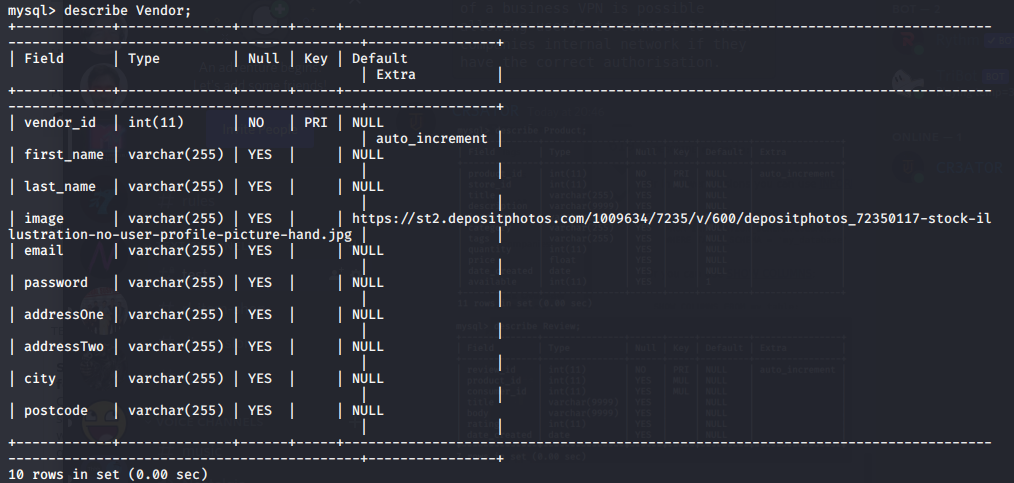 mysql> describe Vendor;
+-------------+--------------+------+-----+---------------------------------------------------------------------------------
--------------------------------------------+----------------+
| Field       | Type         | Null | Key | Default
                                            | Extra          |
+-------------+--------------+------+-----+---------------------------------------------------------------------------------
--------------------------------------------+----------------+
| vendor_id  | int(11)      | NO   | PRI | NULL
                                            | auto_increment |
| first_name | varchar(255) | YES  |     | NULL
                                            |                |
| last_name  | varchar(255) | YES  |     | NULL
                                            |                |
| image      | varchar(255) | YES  |     | https://st2.depositphotos.com/1009634/7235/v/600/depositphotos_72350117-stock-il
lustration-no-user-profile-picture-hand.jpg |                |
| email      | varchar(255) | YES  |     | NULL
                                            |                |
| password   | varchar(255) | YES  |     | NULL
                                            |                |
| addressOne | varchar(255) | YES  |     | NULL
                                            |                |
| addressTwo | varchar(255) | YES  |     | NULL
                                            |                |
| city       | varchar(255) | YES  |     | NULL
                                            |                |
| postcode   | varchar(255) | YES  |     | NULL
                                            |                |
+-------------+--------------+------+-----+---------------------------------------------------------------------------------
--------------------------------------------+----------------+
10 rows in set (0.00 sec)